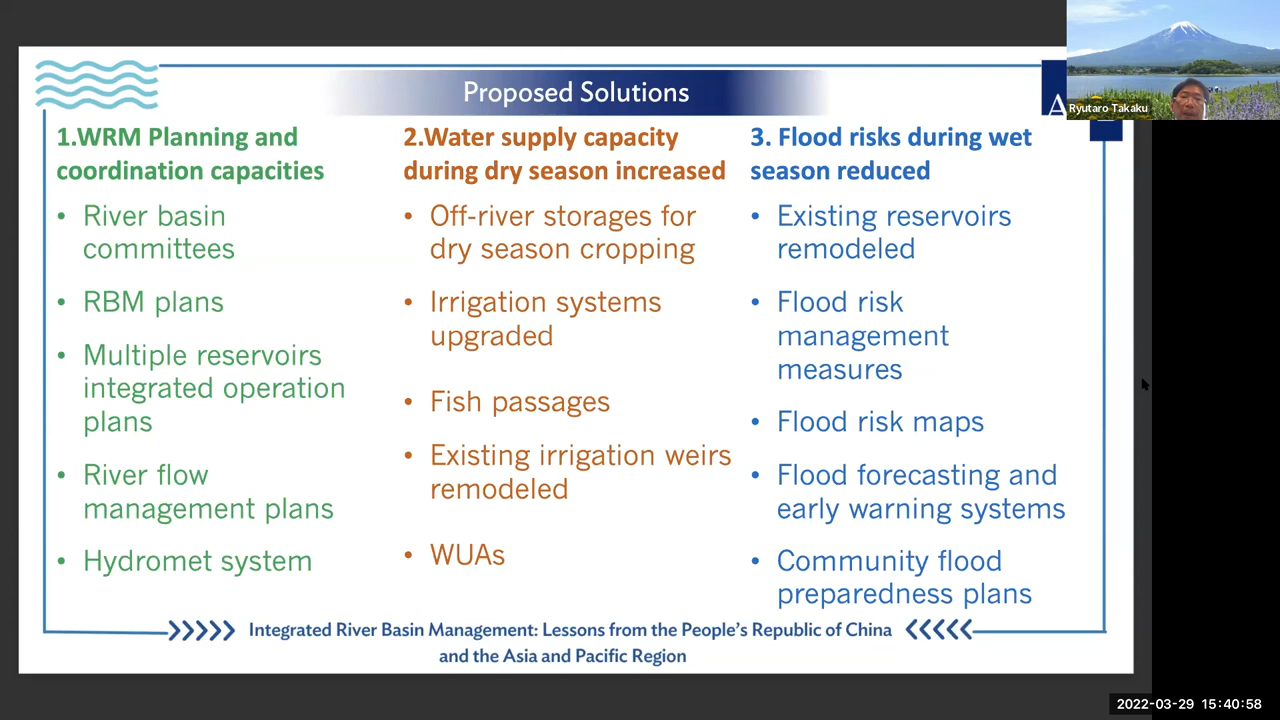 Proposed Solutions
A
Ryutaro Takaku
1.WRM Planning and
coordination capacities
• River basin
committees
• RBM plans
• Multiple reservoirs
integrated operation
plans
• River flow
management plans
• Hydromet system
2.Water supply capacity
during dry season increased
• Off-river storages for
dry season cropping
• Irrigation systems
upgraded
• Fish passages
• Existing irrigation weirs
remodeled
• WUAs
3. Flood risks during wet
season reduced
• Existing reservoirs
remodeled
• Flood risk
management
measures
• Flood risk maps
• Flood forecasting and
early warning systems
• Community flood
preparedness plans
Integrated River Basin Management: Lessons from the People's Republic of China
and the Asia and Pacific Region
2022-03-29 15:40:58